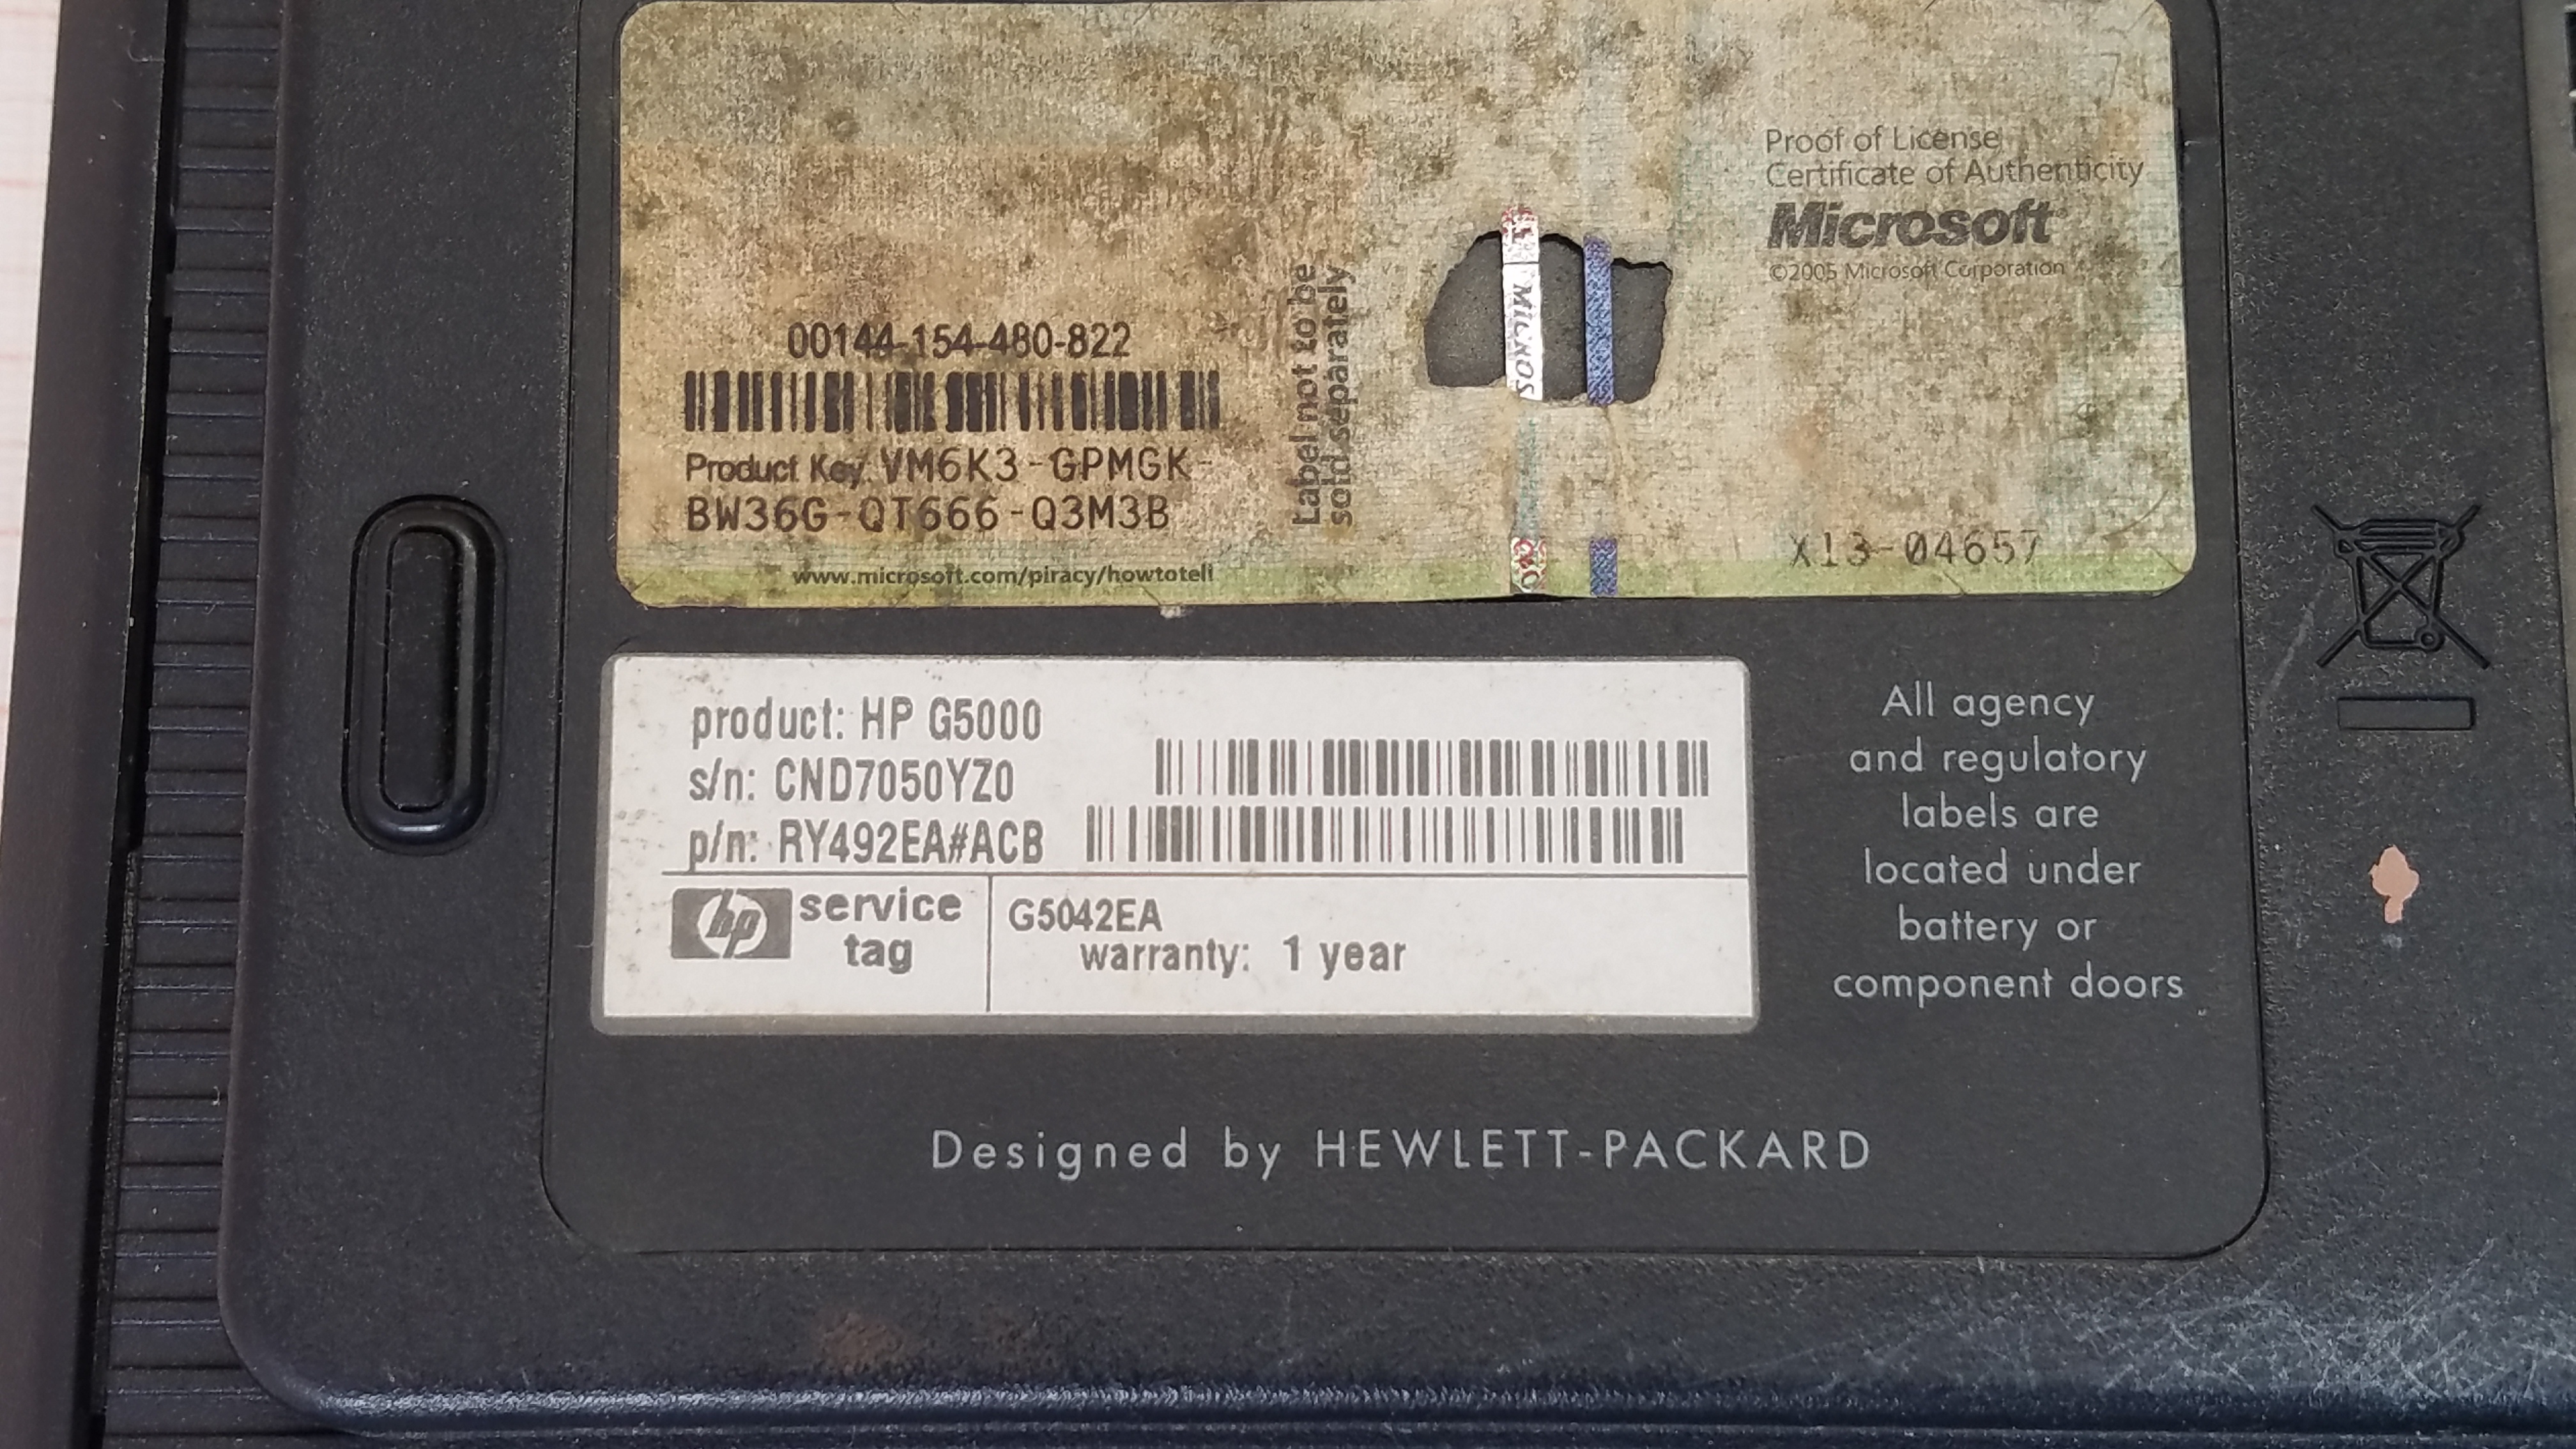 Proof of License
Certificate of Authenticity
Microsoft
©2005 Microsoft Corporation
00144-154-480-822
Product Key: VM6K3-GPMGK-
BW36G-QT666-Q3M3B
www.microsoft.com/piracy/howtotell
Label not to be
sold separately
X13-04657
product: HP G5000
s/n: CND7050YZ0
p/n: RY492EA#ACB
hp service
tag
G5042EA
warranty: 1 year
All agency
and regulatory
labels are
located under
battery or
component doors
Designed by HEWLETT-PACKARD